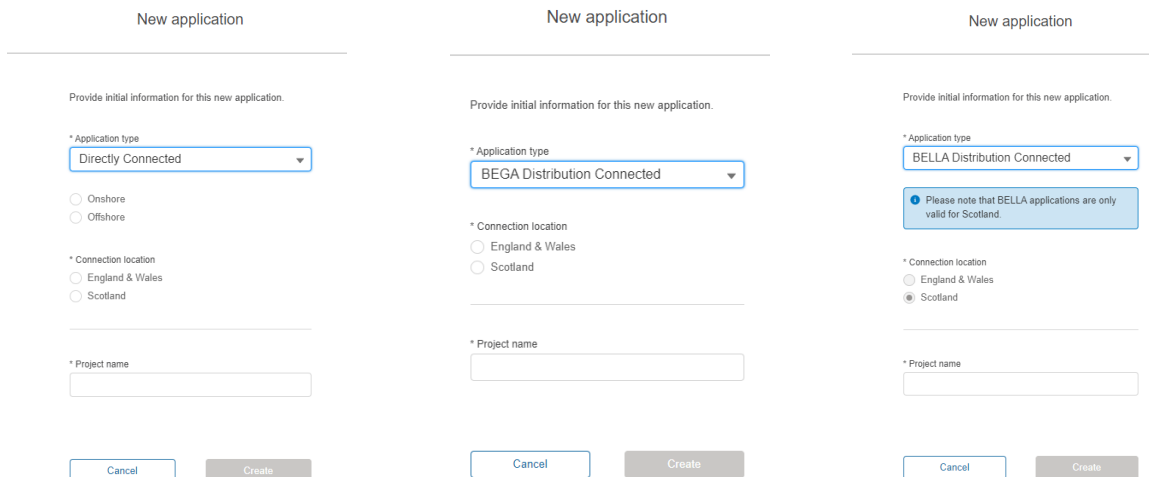 New application
Provide initial information for this new application.
* Application type
Directly Connected
Onshore
Offshore
* Connection location
England & Wales
Scotland
* Project name
Cancel
Create
New application
Provide initial information for this new application.
* Application type
BEGA Distribution Connected
* Connection location
England & Wales
Scotland
* Project name
Cancel
Create
New application
Provide initial information for this new application.
* Application type
BELLA Distribution Connected
Please note that BELLA applications are only
valid for Scotland.
* Connection location
England & Wales
Scotland
* Project name
Cancel
Create